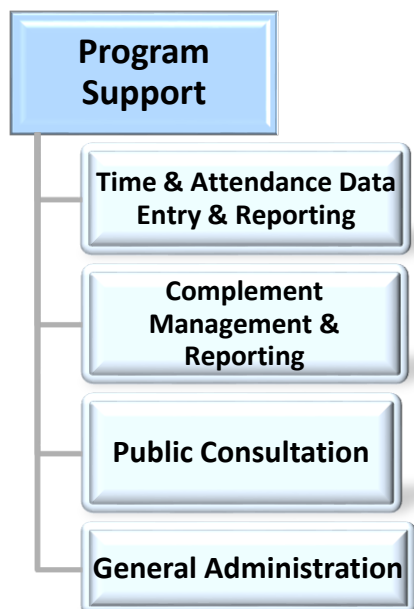 Program
Support
Time & Attendance Data
Entry & Reporting
Complement
Management &
Reporting
Public Consultation
General Administration